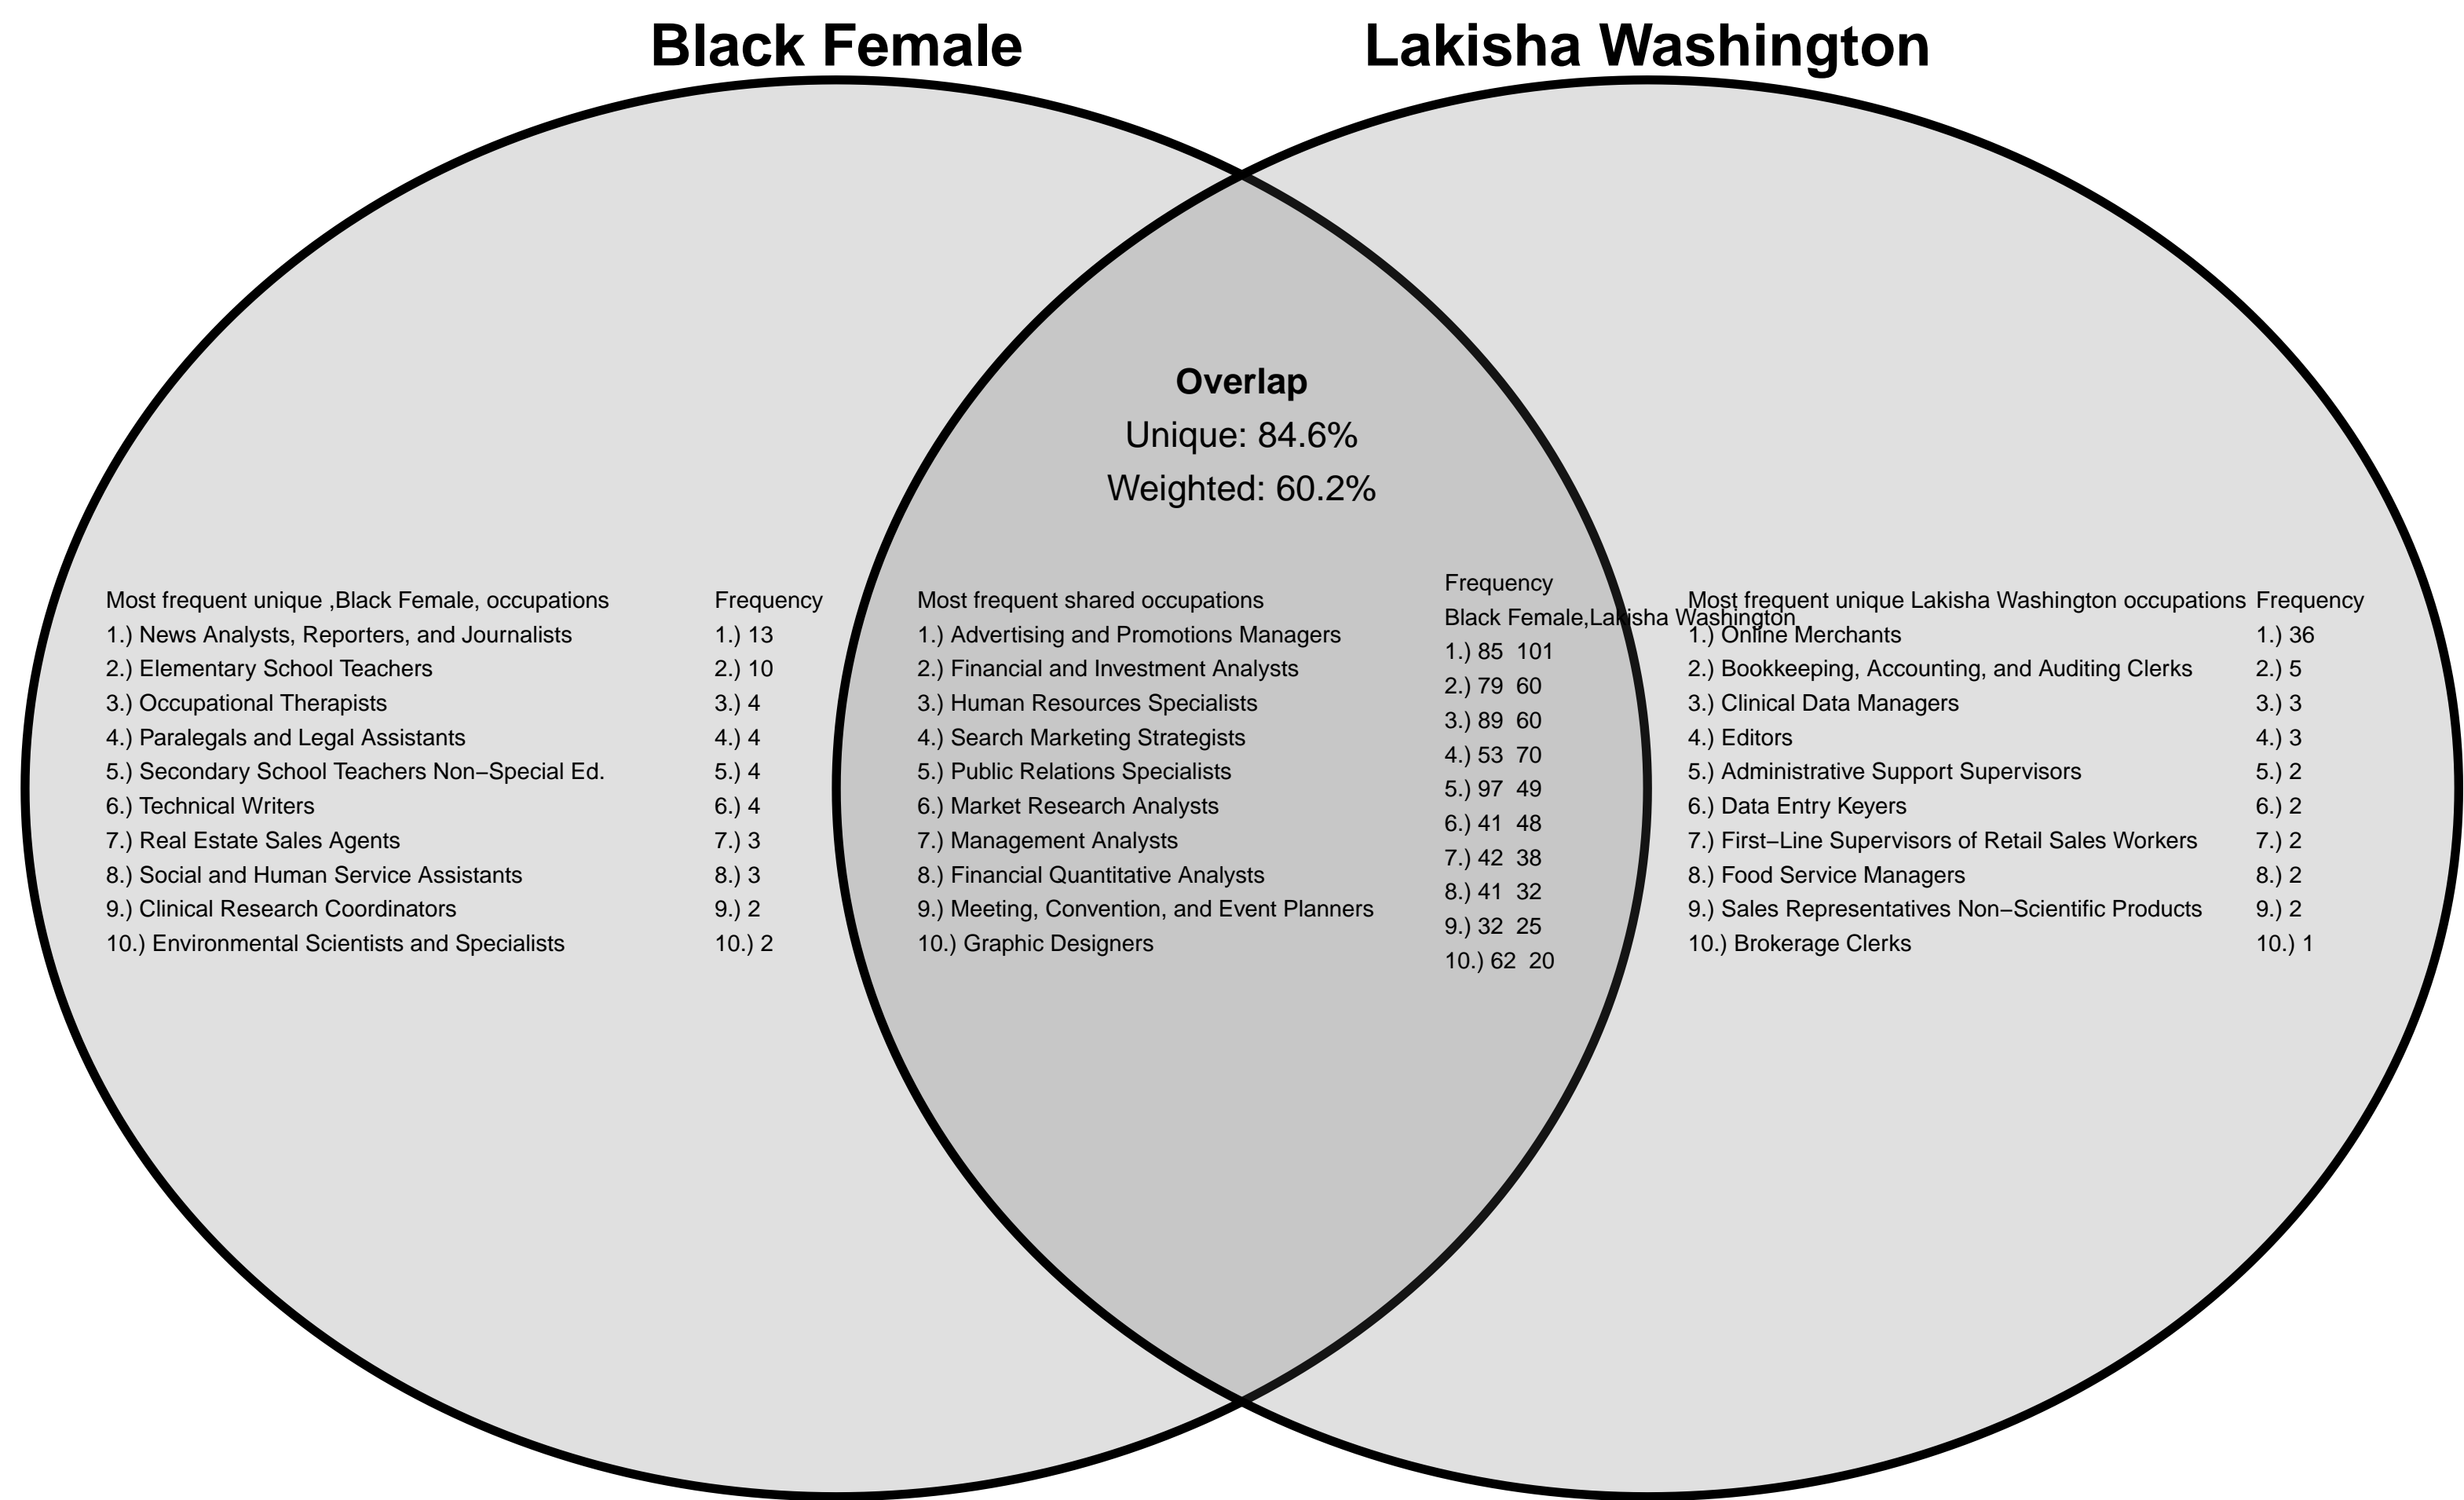 Black Female
Lakisha Washington
Overlap
Unique: 84.6%
Weighted: 60.2%
Most frequent unique ,Black Female, occupations
1.) News Analysts, Reporters, and Journalists
2.) Elementary School Teachers
3.) Occupational Therapists
4.) Paralegals and Legal Assistants
5.) Secondary School Teachers Non−Special Ed.
6.) Technical Writers
7.) Real Estate Sales Agents
8.) Social and Human Service Assistants
9.) Clinical Research Coordinators
10.) Environmental Scientists and Specialists
Frequency
1.) 13
2.) 10
3.) 4
4.) 4
5.) 4
6.) 4
7.) 3
8.) 3
9.) 2
10.) 2
Most frequent shared occupations
1.) Advertising and Promotions Managers
2.) Financial and Investment Analysts
3.) Human Resources Specialists
4.) Search Marketing Strategists
5.) Public Relations Specialists
6.) Market Research Analysts
7.) Management Analysts
8.) Financial Quantitative Analysts
9.) Meeting, Convention, and Event Planners
10.) Graphic Designers
Frequency
Black Female,Lakisha Washington
1.) 85 101
2.) 79 60
3.) 89 60
4.) 53 70
5.) 97 49
6.) 41 48
7.) 42 38
8.) 41 32
9.) 32 25
10.) 62 20
Most frequent unique Lakisha Washington occupations
1.) Online Merchants
2.) Bookkeeping, Accounting, and Auditing Clerks
3.) Clinical Data Managers
4.) Editors
5.) Administrative Support Supervisors
6.) Data Entry Keyers
7.) First−Line Supervisors of Retail Sales Workers
8.) Food Service Managers
9.) Sales Representatives Non−Scientific Products
10.) Brokerage Clerks
Frequency
1.) 36
2.) 5
3.) 3
4.) 3
5.) 2
6.) 2
7.) 2
8.) 2
9.) 2
10.) 1